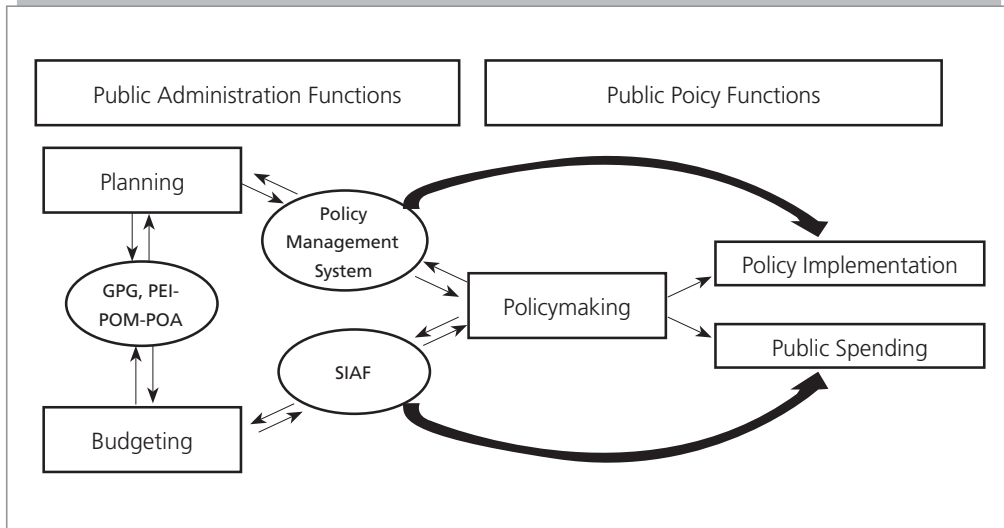 Public Administration Functions
Public Poicy Functions
Planning
Policy
Management
System
GPG, PEI-
POM-POA
Policymaking
Policy Implementation
Public Spending
SIAF
Budgeting